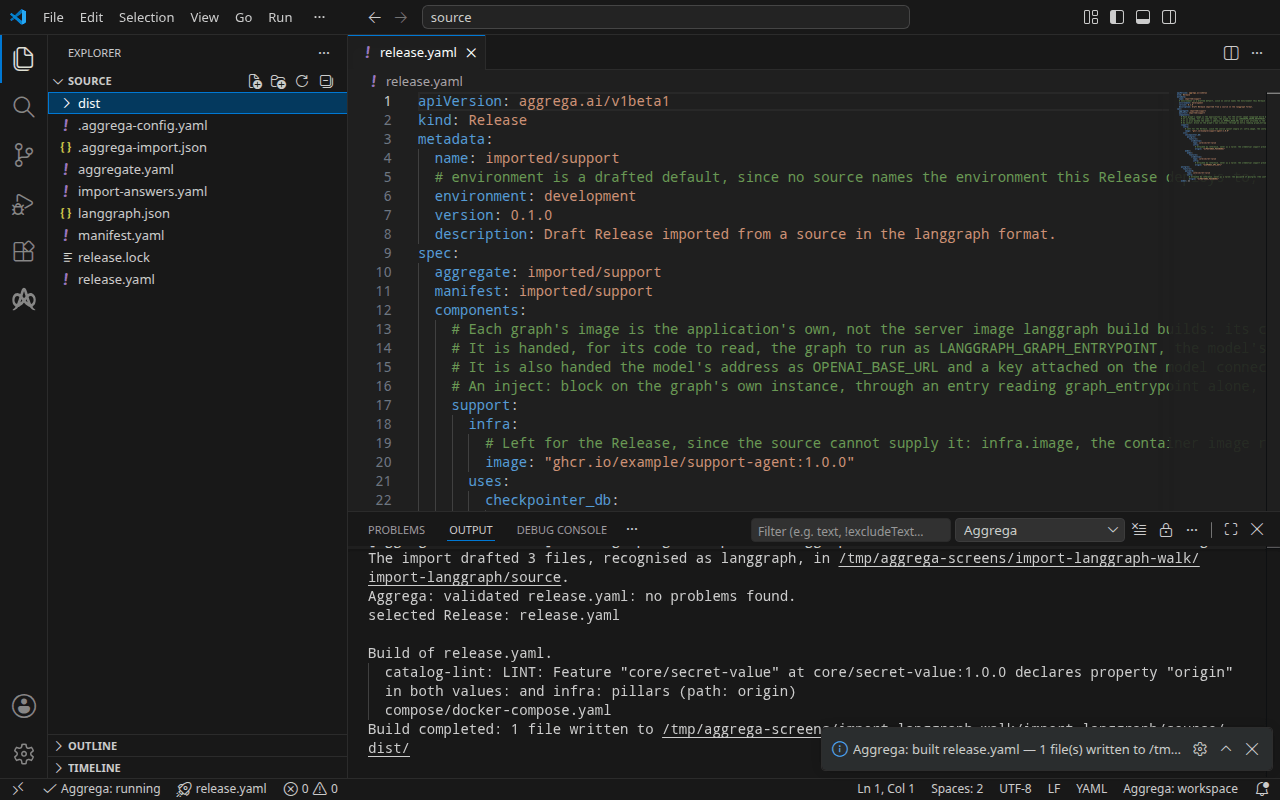 File Edit Selection View Go Run ···
source
EXPLORER
SOURCE
dist
.aggrega-config.yaml
.aggrega-import.json
aggregate.yaml
import-answers.yaml
langgraph.json
manifest.yaml
release.lock
release.yaml
OUTLINE
TIMELINE
release.yaml
release.yaml
1 apiVersion: aggrega.ai/v1beta1
2 kind: Release
3 metadata:
4 name: imported/support
5 # environment is a drafted default, since no source names the environment this Release
6 environment: development
7 version: 0.1.0
8 description: Draft Release imported from a source in the langgraph format.
9 spec:
10 aggregate: imported/support
11 manifest: imported/support
12 components:
13 # Each graph's image is the application's own, not the server image langgraph build builds: its
14 # It is handed, for its code to read, the graph to run as LANGGRAPH_GRAPH_ENTRYPOINT, the model's
15 # It is also handed the model's address as OPENAI_BASE_URL and a key attached on the model
16 # An inject: block on the graph's own instance, through an entry reading graph_entrypoint alone,
17 support:
18 infra:
19 # Left for the Release, since the source cannot supply it: infra.image, the container image
20 image: "ghcr.io/example/support-agent:1.0.0"
21 uses:
22 checkpointer_db:
PROBLEMS OUTPUT DEBUG CONSOLE ···
Filter (e.g. text, !excludeText...
Aggrega
The import drafted 3 files, recognised as langgraph, in /tmp/aggrega-screens/import-langgraph-walk/
import-langgraph/source.
Aggrega: validated release.yaml: no problems found.
selected Release: release.yaml
Build of release.yaml.
catalog-lint: LINT: Feature "core/secret-value" at core/secret-value:1.0.0 declares property "origin"
in both values: and infra: pillars (path: origin)
compose/docker-compose.yaml
Build completed: 1 file written to /tmp/aggrega-screens/import-langgraph-walk/import-langgraph/source/
dist/
Aggrega: built release.yaml — 1 file(s) written to /tm...
Aggrega: running release.yaml 0 0 Ln 1, Col 1 Spaces: 2 UTF-8 LF YAML Aggrega: workspace